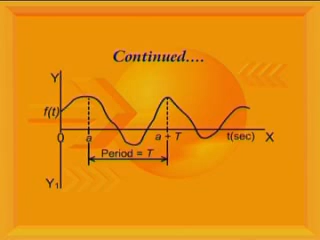 Continued....
Y
f(t)
0
a
a + T
t(sec)
X
Period = T
Y1